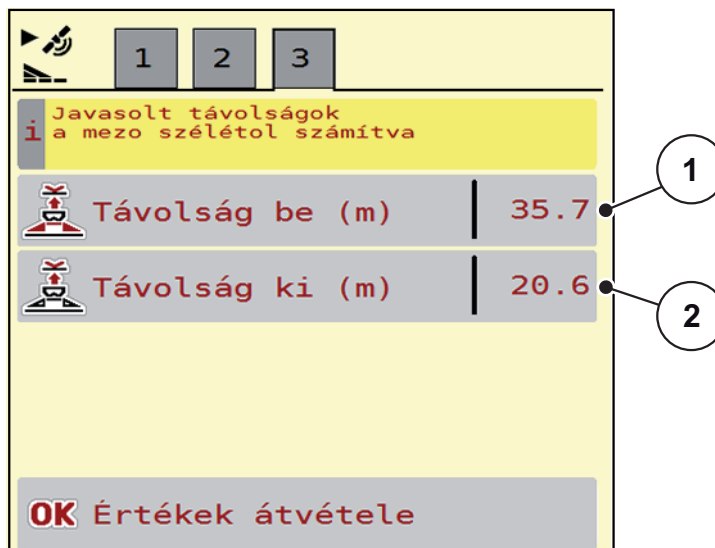 1 2 3
i Javasolt távolságok
a mezo szélétol számítva
Távolság be (m) 35.7
1
Távolság ki (m) 20.6
2
OK Értékek átvétele